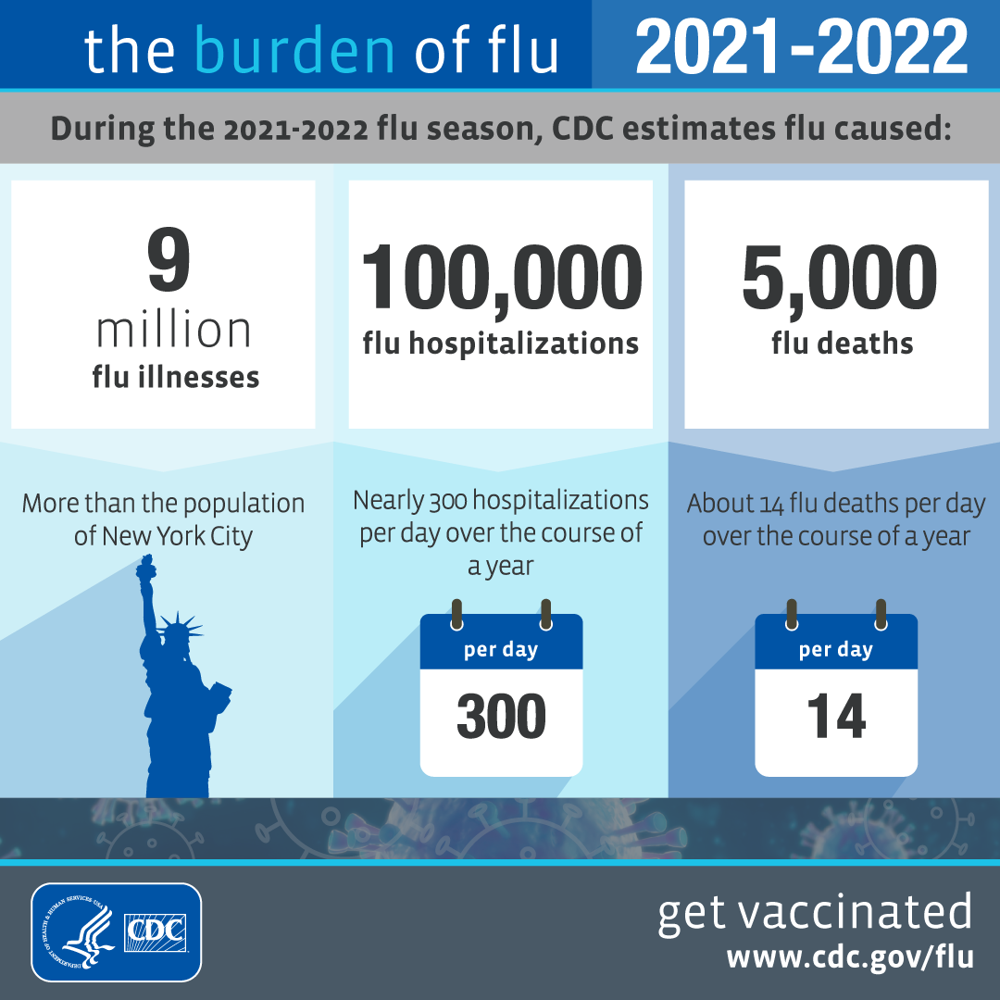 the burden of flu
2021-2022
During the 2021-2022 flu season, CDC estimates flu caused:
9
million
flu illnesses
100,000
flu hospitalizations
5,000
flu deaths
More than the population
of New York City
Nearly 300 hospitalizations
per day over the course of
a year
per day
300
About 14 flu deaths per day
over the course of a year
per day
14
DEPARTMENT OF HEALTH & HUMAN SERVICES·USA
CDC
get vaccinated
www.cdc.gov/flu